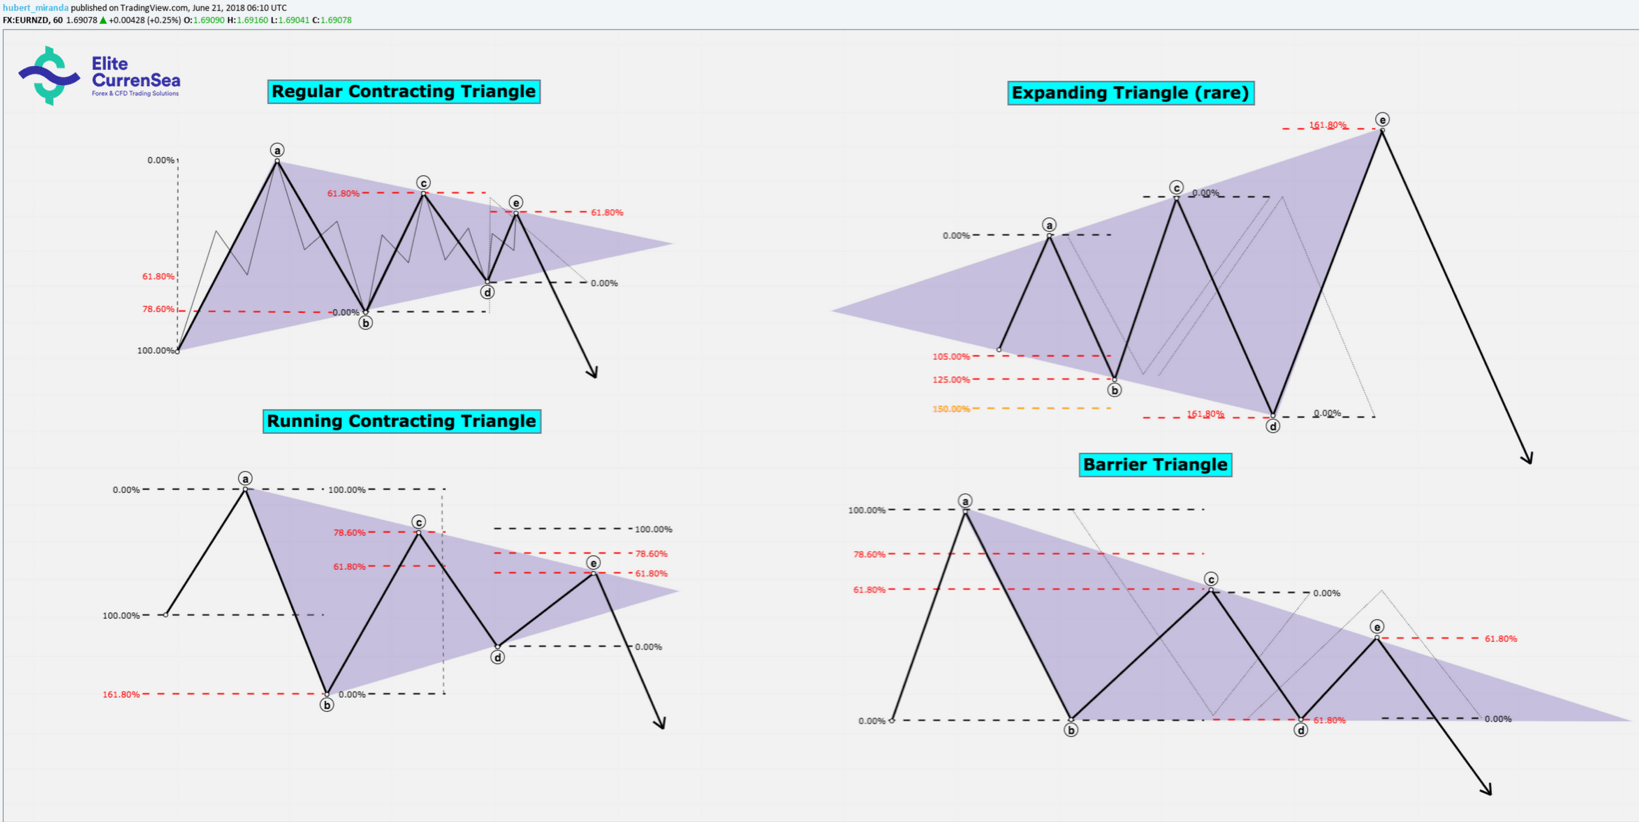 hubert_miranda published on TradingView.com, June 21, 2018 06:10 UTC
FX:EURNZD, 60 1.69078 ▲ +0.00428 (+0.25%) O:1.69090 H:1.69160 L:1.69041 C:1.69078
Elite
CurrenSea
Forex & CFD Trading Solutions
Regular Contracting Triangle
a
0.00%
c
61.80%
e
61.80%
61.80%
d
0.00%
78.60%
0.00%
b
100.00%
Expanding Triangle (rare)
e
161.80%
c
0.00%
a
0.00%
105.00%
125.00%
b
150.00%
161.80%
0.00%
d
Running Contracting Triangle
a
0.00%
100.00%
c
100.00%
78.60%
78.60%
e
61.80%
61.80%
100.00%
0.00%
d
161.80%
0.00%
b
Barrier Triangle
a
100.00%
78.60%
c
61.80%
0.00%
e
61.80%
0.00%
61.80%
0.00%
b
d